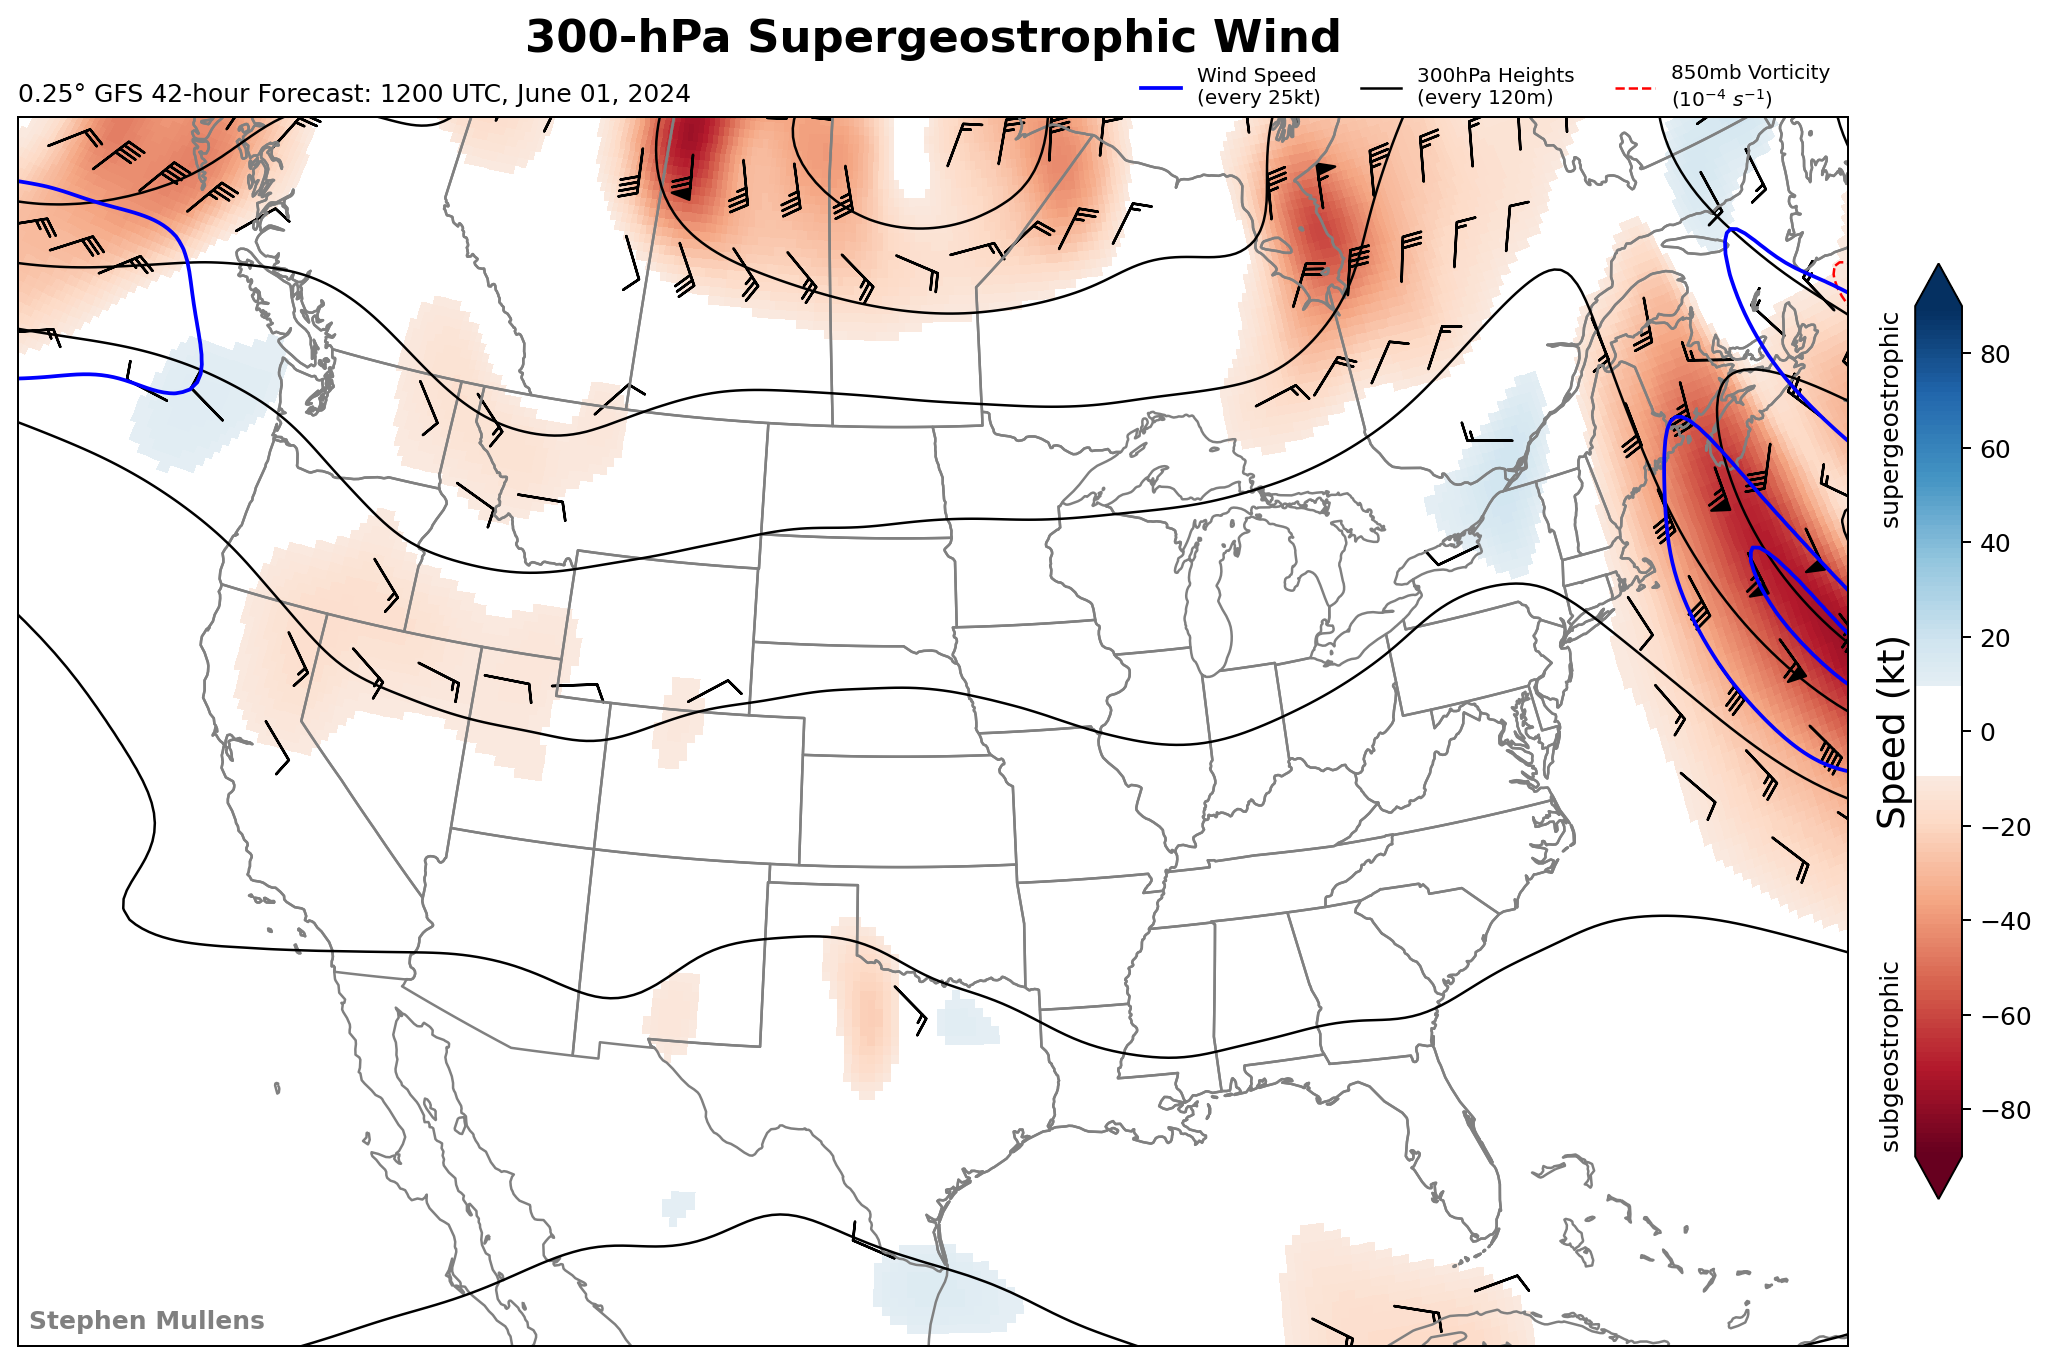 300-hPa Supergeostrophic Wind
0.25° GFS 42-hour Forecast: 1200 UTC, June 01, 2024
Wind Speed
(every 25kt)
300hPa Heights
(every 120m)
850mb Vorticity
(10⁻⁴ s⁻¹)
supergeostrophic
Speed (kt)
subgeostrophic
80
60
40
20
0
−20
−40
−60
−80
Stephen Mullens